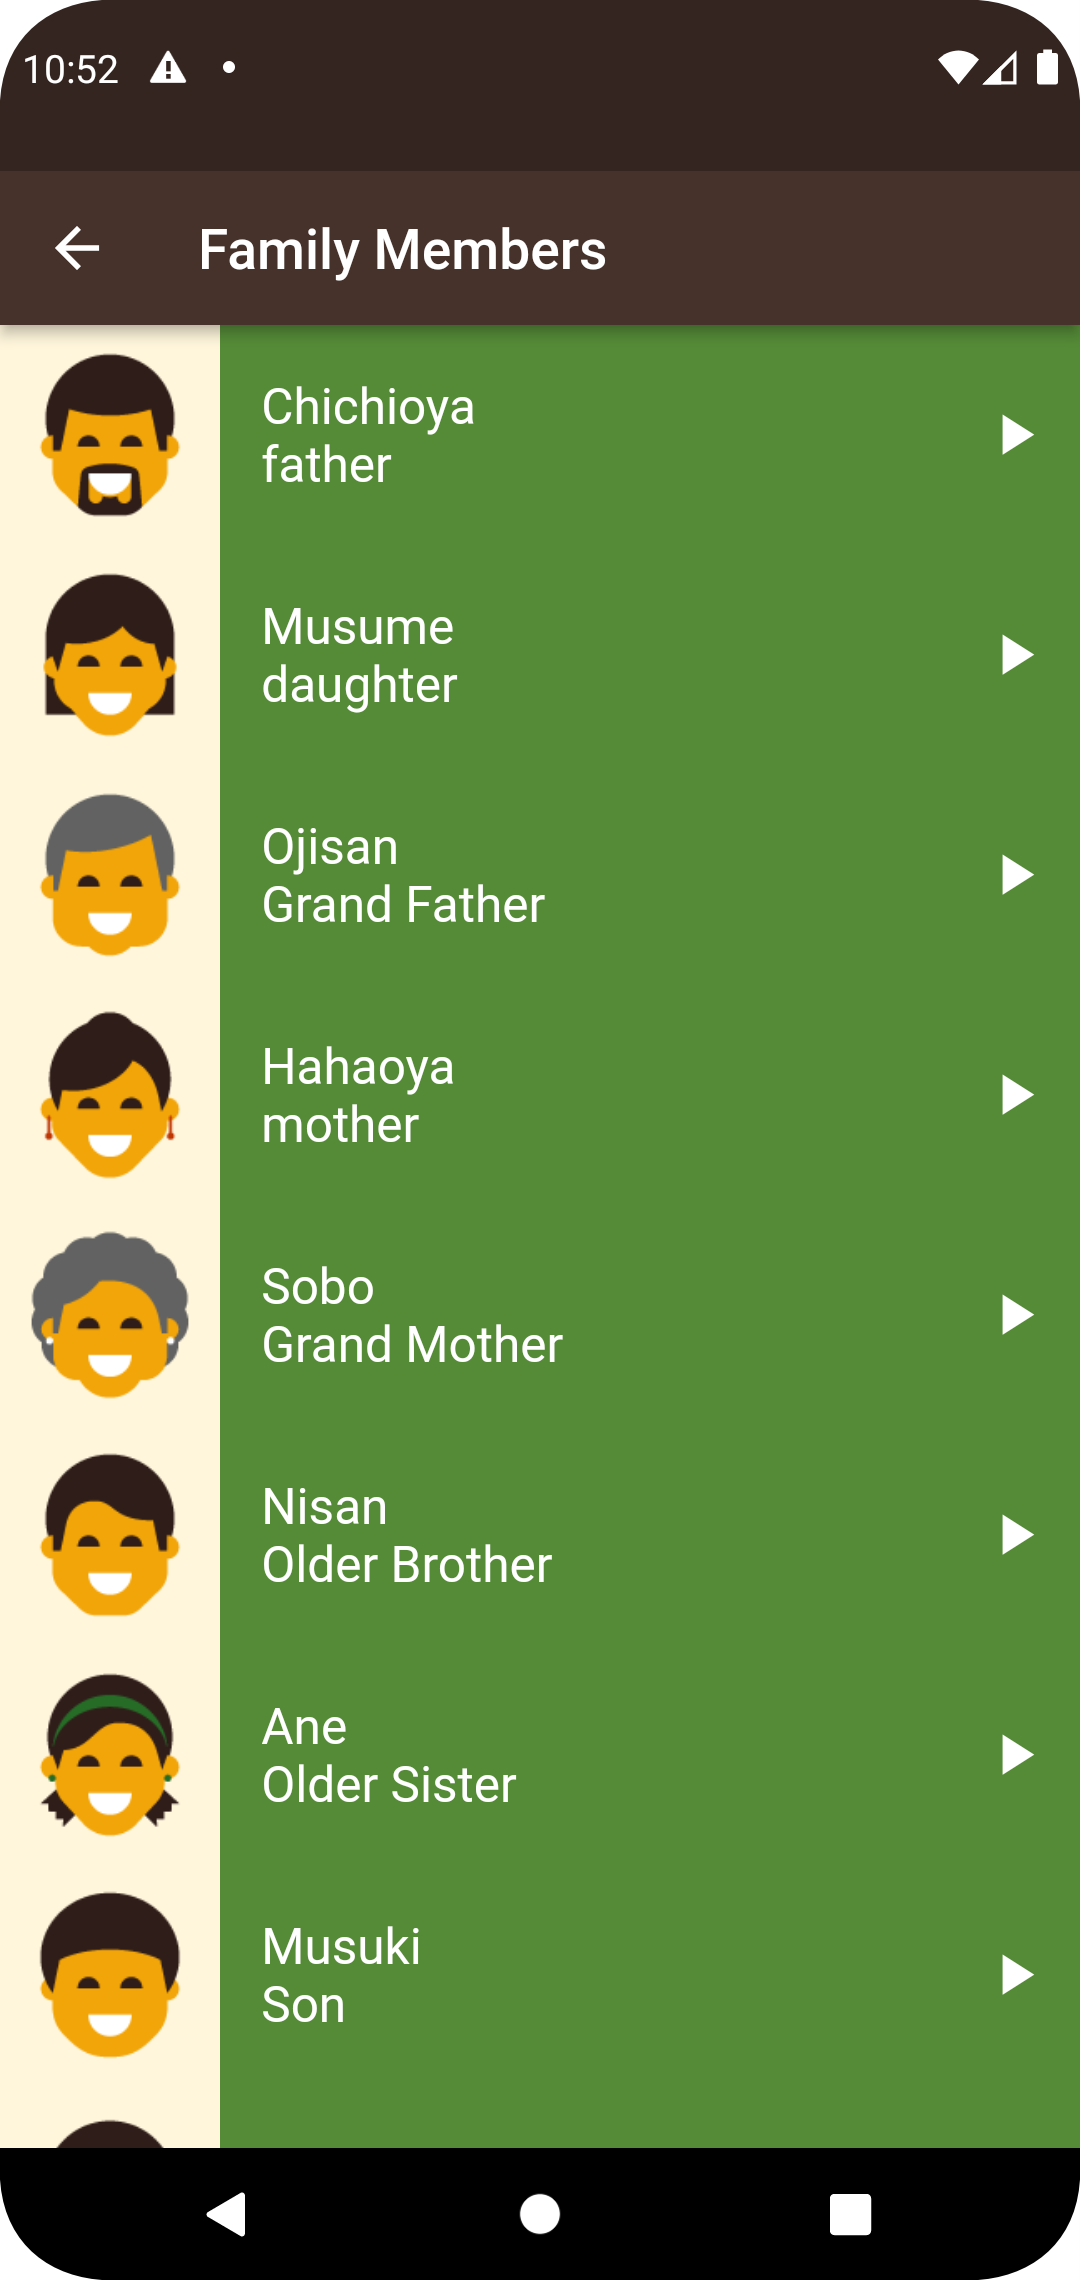 10:52
Family Members
Chichioya
father
Musume
daughter
Ojisan
Grand Father
Hahaoya
mother
Sobo
Grand Mother
Nisan
Older Brother
Ane
Older Sister
Musuki
Son